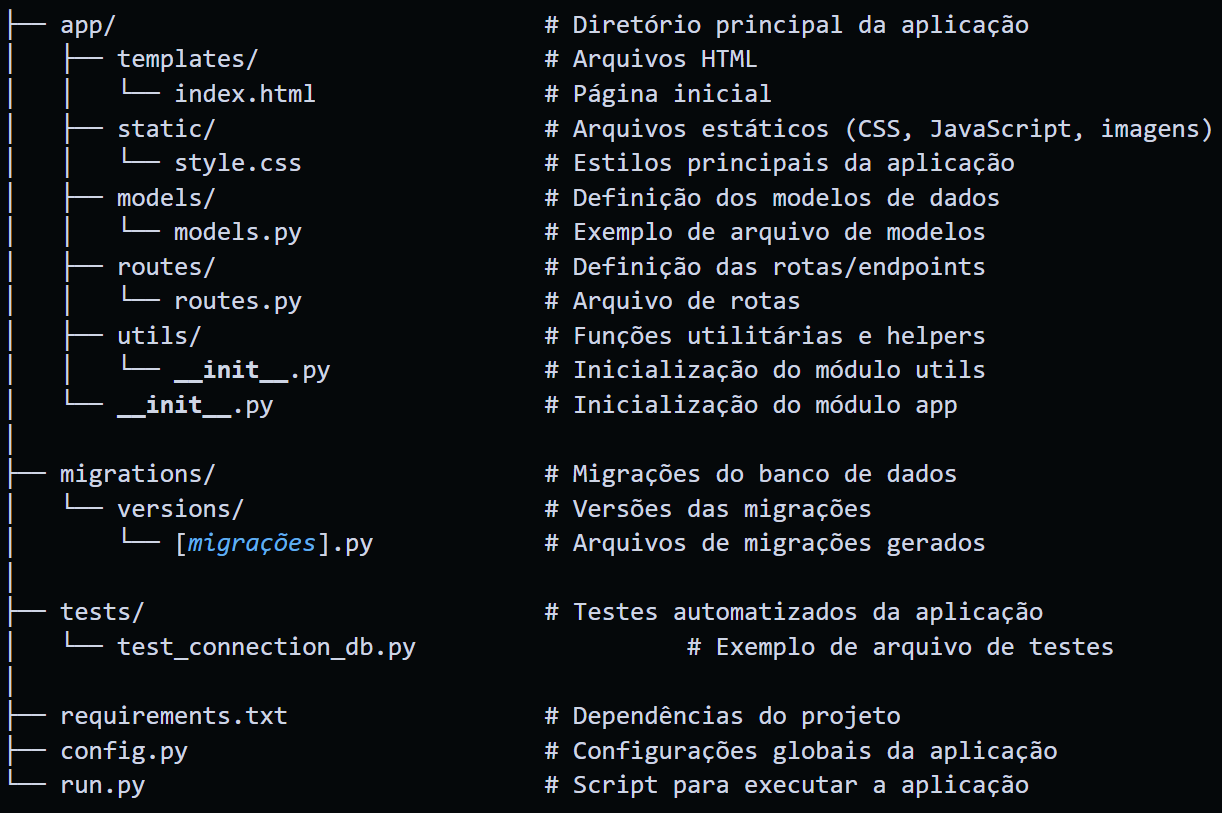 ├── app/                              # Diretório principal da aplicação
│   ├── templates/                    # Arquivos HTML
│   │   └── index.html                # Página inicial
│   ├── static/                       # Arquivos estáticos (CSS, JavaScript, imagens)
│   │   └── style.css                 # Estilos principais da aplicação
│   ├── models/                       # Definição dos modelos de dados
│   │   └── models.py                 # Exemplo de arquivo de modelos
│   ├── routes/                       # Definição das rotas/endpoints
│   │   └── routes.py                 # Arquivo de rotas
│   ├── utils/                        # Funções utilitárias e helpers
│   │   └── __init__.py               # Inicialização do módulo utils
│   └── __init__.py                   # Inicialização do módulo app
│
├── migrations/                       # Migrações do banco de dados
│   └── versions/                     # Versões das migrações
│       └── [migrações].py            # Arquivos de migrações gerados
│
├── tests/                            # Testes automatizados da aplicação
│   └── test_connection_db.py                   # Exemplo de arquivo de testes
│
├── requirements.txt                  # Dependências do projeto
├── config.py                         # Configurações globais da aplicação
└── run.py                            # Script para executar a aplicação